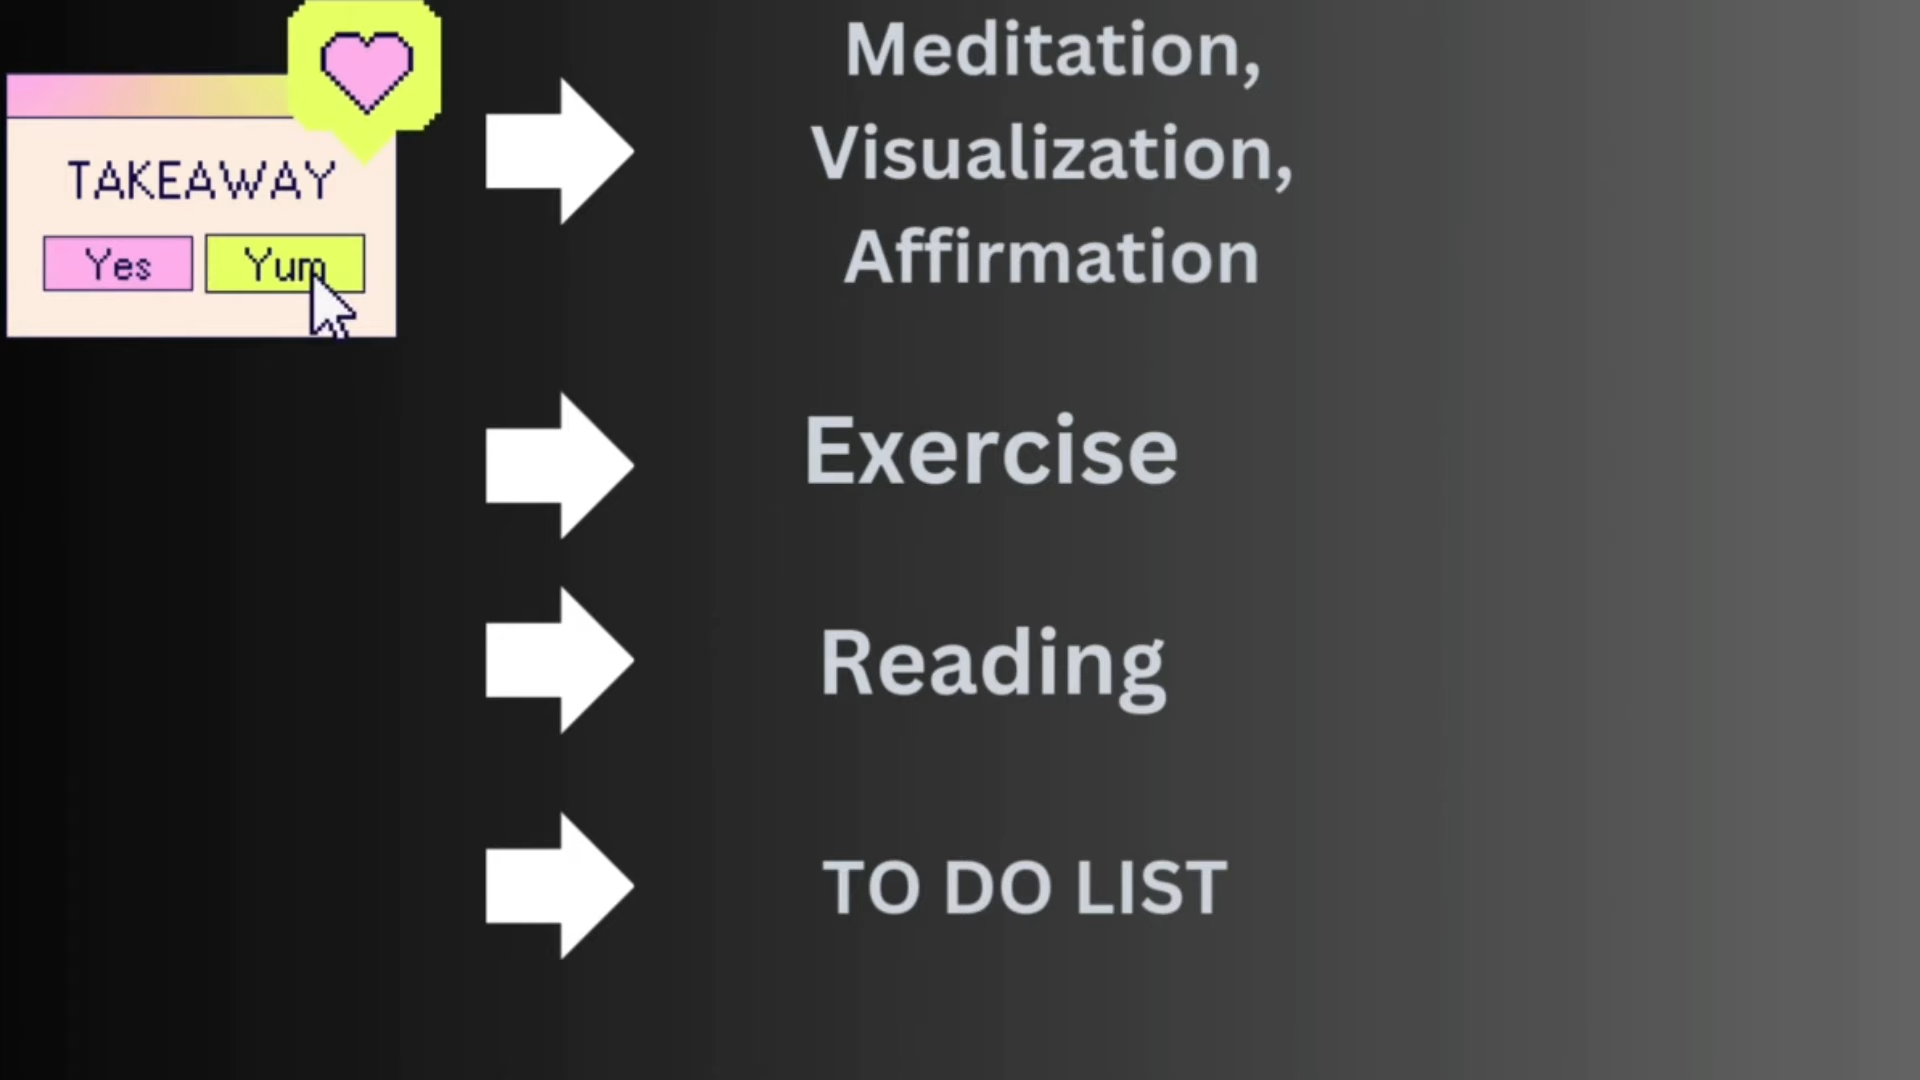 TAKEAWAY
Yes Yum
Meditation,
Visualization,
Affirmation
Exercise
Reading
TO DO LIST